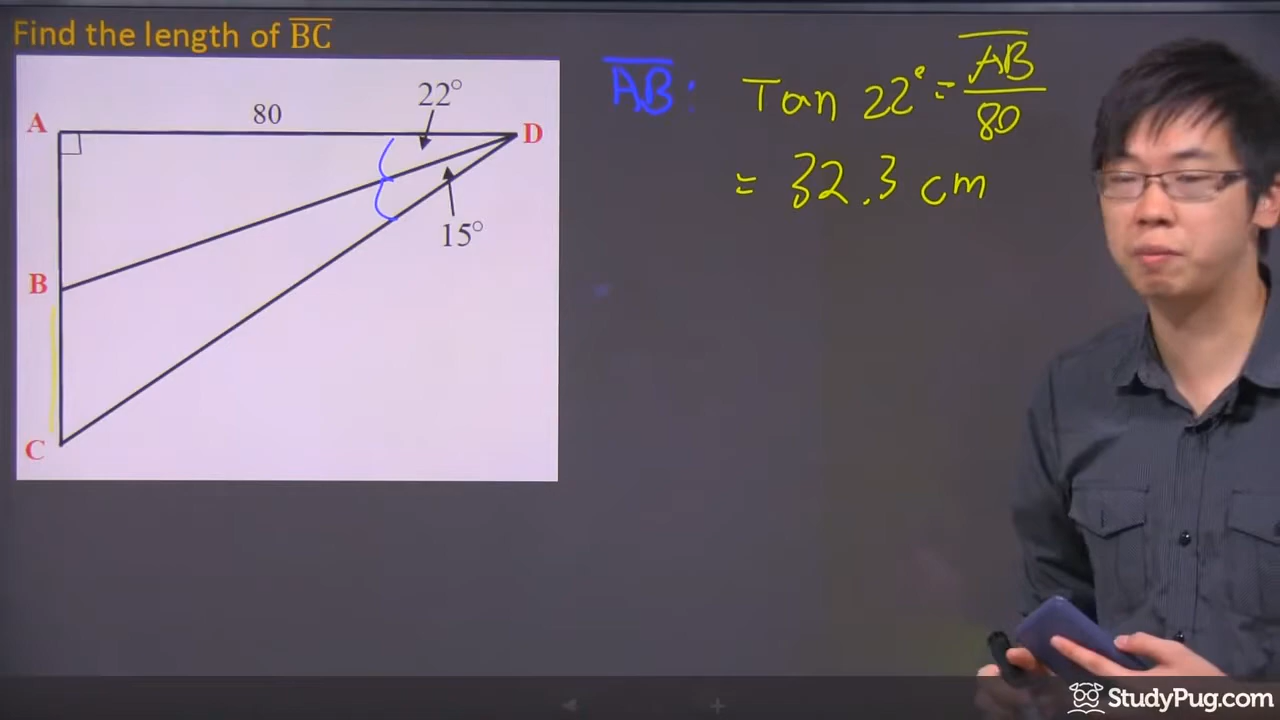 Find the length of BC
A
80
22°
D
15°
B
C
AB: Tan 22° = AB/80
= 32.3 cm
StudyPug.com